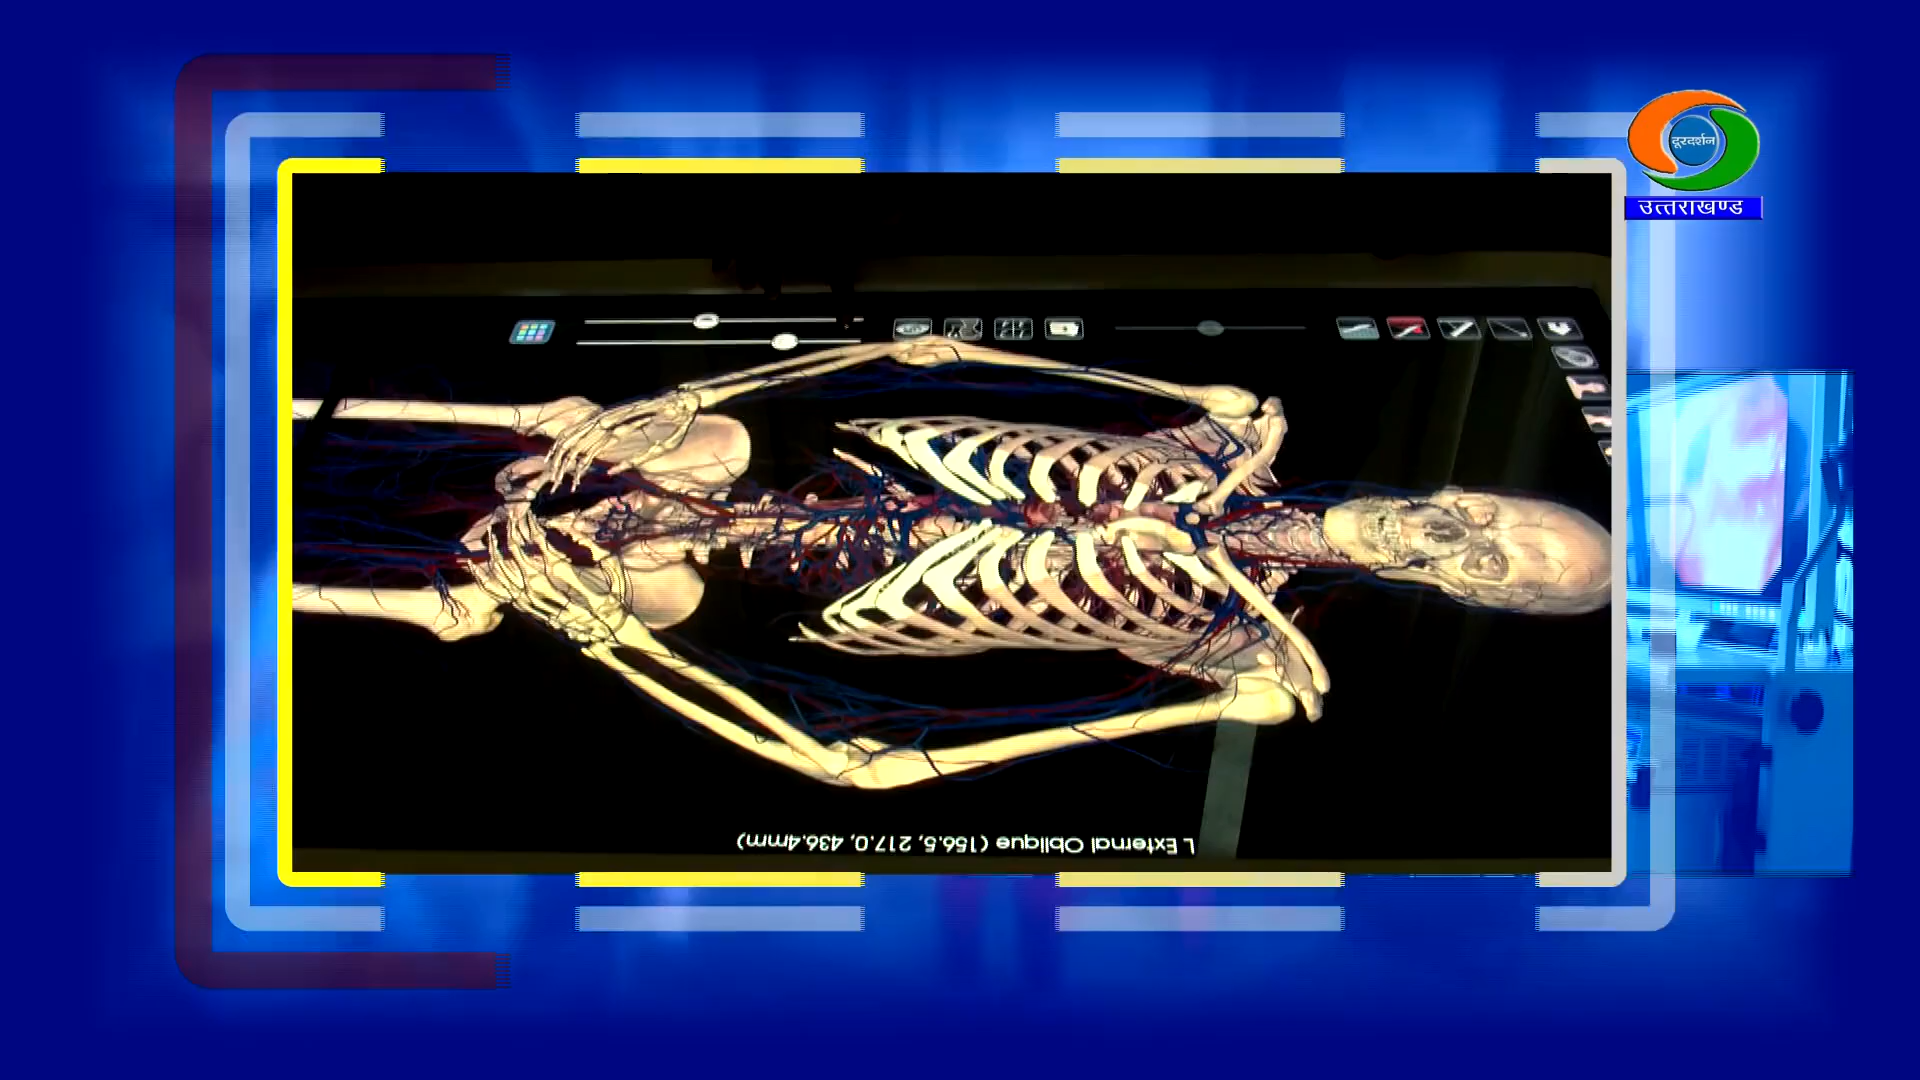 दूरदर्शन
उत्तराखण्ड
L External Oblique (156.5, 217.0, 436.4mm)